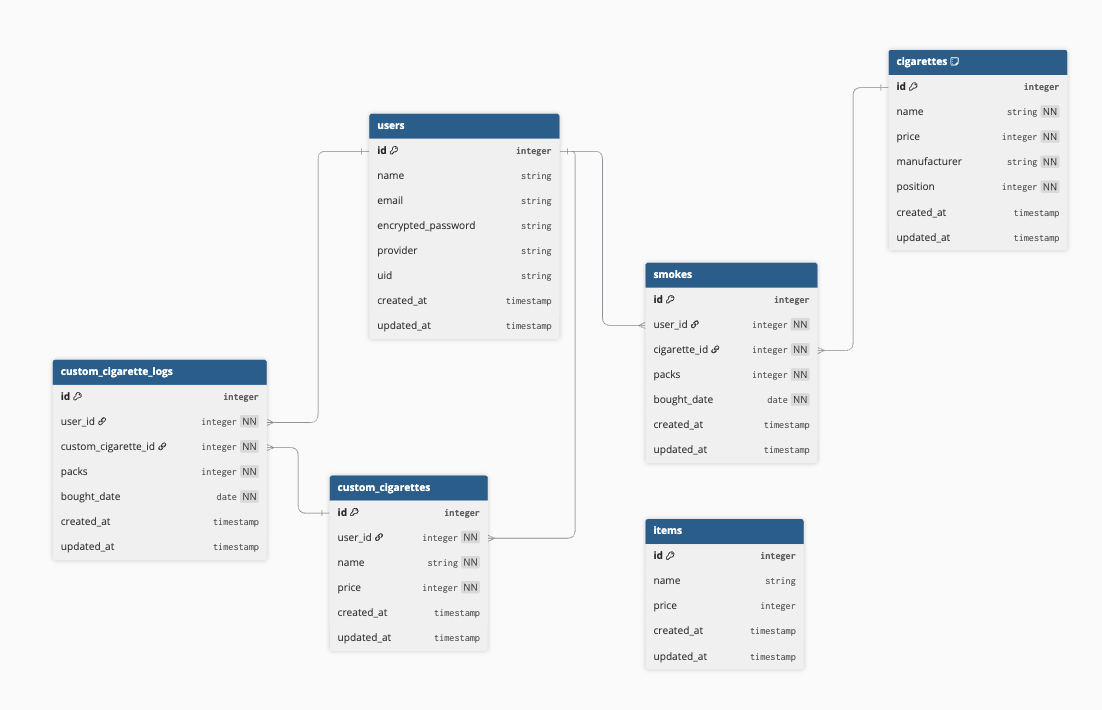 cigarettes
id integer
name string NN
price integer NN
manufacturer string NN
position integer NN
created_at timestamp
updated_at timestamp
users
id integer
name string
email string
encrypted_password string
provider string
uid string
created_at timestamp
updated_at timestamp
smokes
id integer
user_id integer NN
cigarette_id integer NN
packs integer NN
bought_date date NN
created_at timestamp
updated_at timestamp
custom_cigarette_logs
id integer
user_id integer NN
custom_cigarette_id integer NN
packs integer NN
bought_date date NN
created_at timestamp
updated_at timestamp
custom_cigarettes
id integer
user_id integer NN
name string NN
price integer NN
created_at timestamp
updated_at timestamp
items
id integer
name string
price integer
created_at timestamp
updated_at timestamp